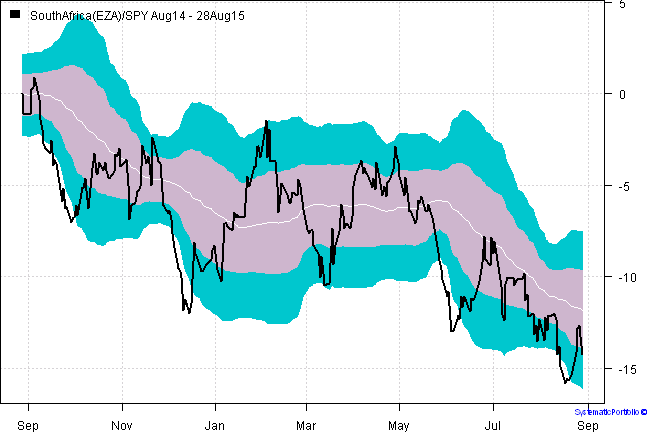 SouthAfrica(EZA)/SPY Aug14 - 28Aug15
5
0
-5
-10
-15
Sep Nov Jan Mar May Jul Sep
SystematicPortfolio ©